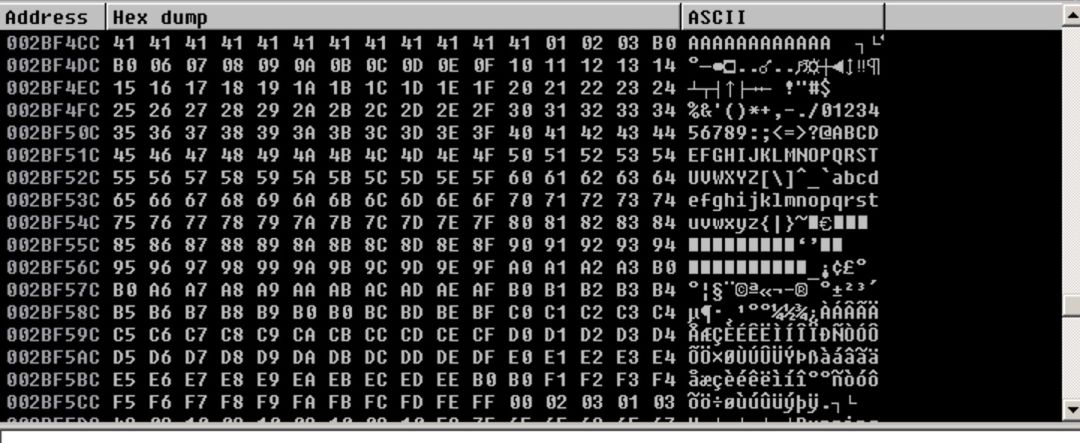 Address Hex dump ASCII
002BF4CC 41 41 41 41 41 41 41 41 41 41 41 41 01 02 03 B0 AAAAAAAAAAAA
002BF4DC B0 06 07 08 09 0A 0B 0C 0D 0E 0F 10 11 12 13 14
002BF4EC 15 16 17 18 19 1A 1B 1C 1D 1E 1F 20 21 22 23 24 !"#$
002BF4FC 25 26 27 28 29 2A 2B 2C 2D 2E 2F 30 31 32 33 34 %&'()*+,-./01234
002BF50C 35 36 37 38 39 3A 3B 3C 3D 3E 3F 40 41 42 43 44 56789:;<=>?@ABCD
002BF51C 45 46 47 48 49 4A 4B 4C 4D 4E 4F 50 51 52 53 54 EFGHIJKLMNOPQRST
002BF52C 55 56 57 58 59 5A 5B 5C 5D 5E 5F 60 61 62 63 64 UVWXYZ[\]^_`abcd
002BF53C 65 66 67 68 69 6A 6B 6C 6D 6E 6F 70 71 72 73 74 efghijklmnopqrst
002BF54C 75 76 77 78 79 7A 7B 7C 7D 7E 7F 80 81 82 83 84 uvwxyz{|}~■€■■■
002BF55C 85 86 87 88 89 8A 8B 8C 8D 8E 8F 90 91 92 93 94 ■■■■■■■■■‘’■■
002BF56C 95 96 97 98 99 9A 9B 9C 9D 9E 9F A0 A1 A2 A3 B0 ■■■■■■■■■■_¡¢£°
002BF57C B0 A6 A7 A8 A9 AA AB AC AD AE AF B0 B1 B2 B3 B4 °¦§¨©ª«¬-®¯°±²³´
002BF58C B5 B6 B7 B8 B9 B0 B0 BC BD BE BF C0 C1 C2 C3 C4 µ¶·¸¹°°¼½¾¿ÀÁÂÃÄ
002BF59C C5 C6 C7 C8 C9 CA CB CC CD CE CF D0 D1 D2 D3 D4 ÅÆÇÈÉÊËÌÍÎÏÐÑÒÓÔ
002BF5AC D5 D6 D7 D8 D9 DA DB DC DD DE DF E0 E1 E2 E3 E4 ÕÖ×ØÙÚÛÜÝÞßàáâãä
002BF5BC E5 E6 E7 E8 E9 EA EB EC ED EE B0 B0 F1 F2 F3 F4 åæçèéêëìíî°°ñòóô
002BF5CC F5 F6 F7 F8 F9 FA FB FC FD FE FF 00 02 03 01 03 õö÷øùúûüýþÿ.